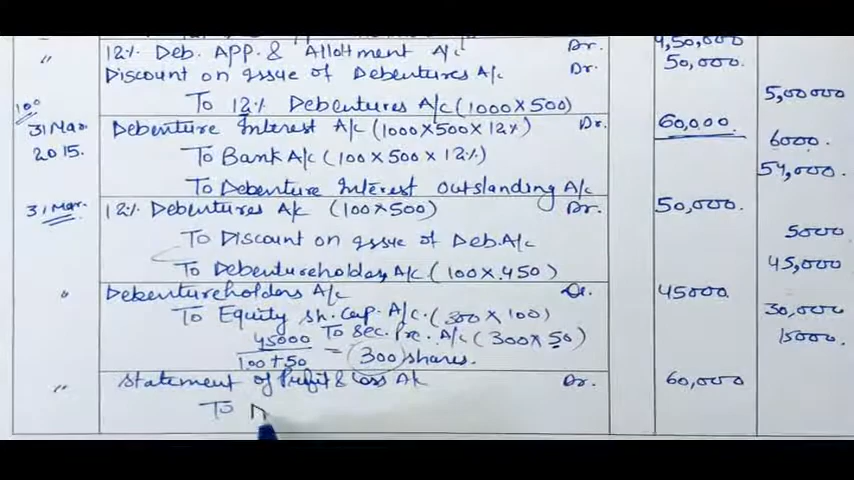 " 12% Deb. App. & Allotment A/c Dr. 4,50,000
Discount on issue of Debentures A/c Dr. 50,000.
To 12% Debentures A/c (1000×500) 5,00000
100
31 Mar. Debenture Interest A/c (1000×500×12%) Dr. 60,000.
2015. To Bank A/c (100×500×12%) 6000.
To Debenture Interest outstanding A/c 54,000.
31 Mar. 12% Debentures A/c (100×500) Dr. 50,000.
To Discount on issue of Deb. A/c 5000
To Debentureholders A/c (100×450) 45,000
" Debentureholders A/c Dr. 45000.
To Equity sh. cap. A/c. (300×100) 30,000
To Sec. Pre. A/c (300×50) 15000.
45000
100+50 = 300 shares.
" Statement of Profit & Loss A/c Dr. 60,000
To